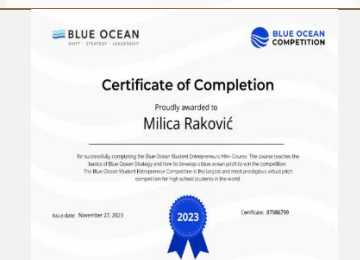 BLUE OCEAN
SHIFT | STRATEGY | LEADERSHIP
BLUE OCEAN
COMPETITION
Certificate of Completion
Proudly awarded to
Milica Raković
for successfully completing the Blue Ocean Student Entrepreneurs Mini-Course. The course teaches the
basics of Blue Ocean Strategy and how to develop a blue ocean pitch to win the competition.
The Blue Ocean Student Entrepreneur Competition is the largest and most prestigious virtual pitch
competition for high school students in the world.
Issue date: November 27, 2023
2023
Certificate: 87986799